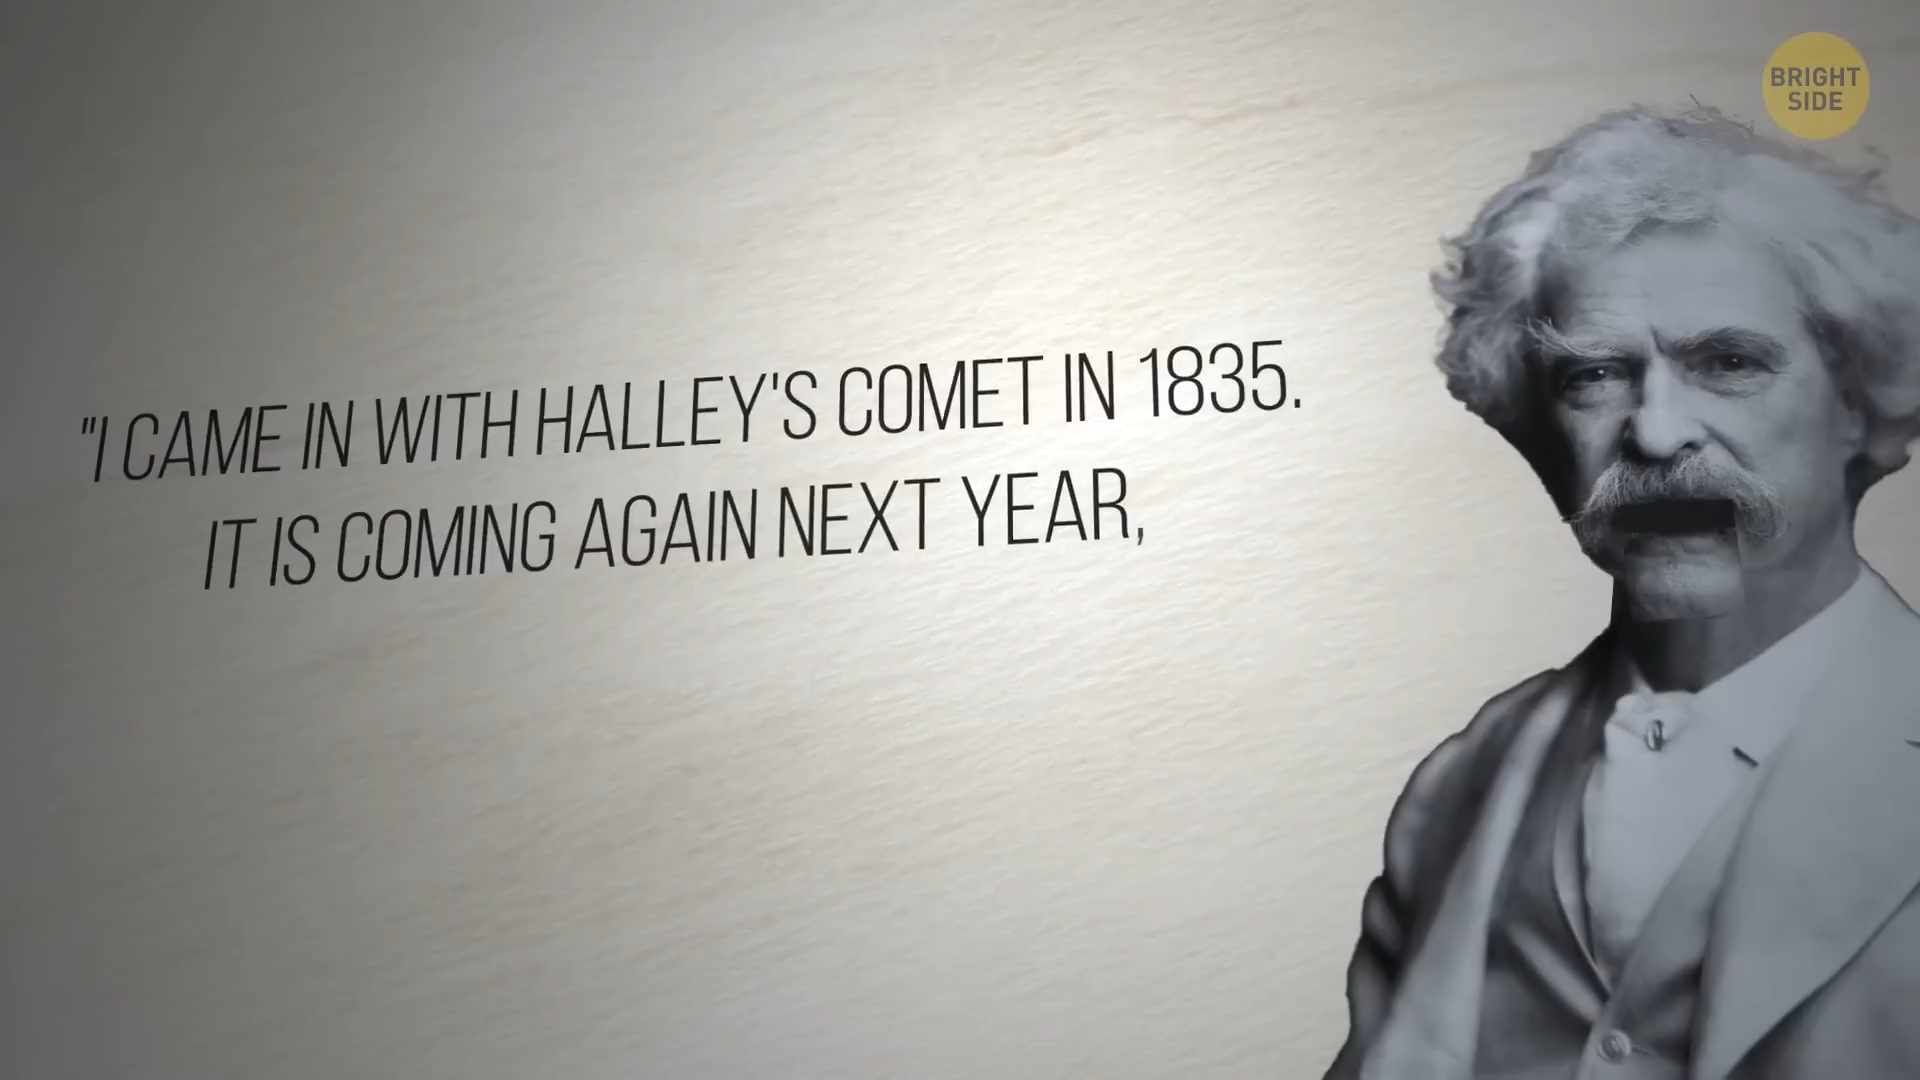 BRIGHT
SIDE
"I CAME IN WITH HALLEY'S COMET IN 1835.
IT IS COMING AGAIN NEXT YEAR,